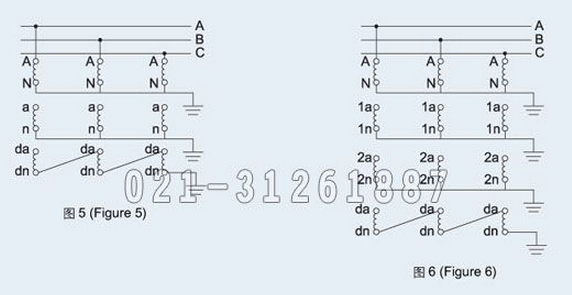 A
B
C
A A A
N N N
a a a
n n n
da da da
dn dn dn
图 5 (Figure 5)
A
B
C
A A A
N N N
1a 1a 1a
1n 1n 1n
2a 2a 2a
2n 2n 2n
da da da
dn dn dn
图 6 (Figure 6)
021-31261887